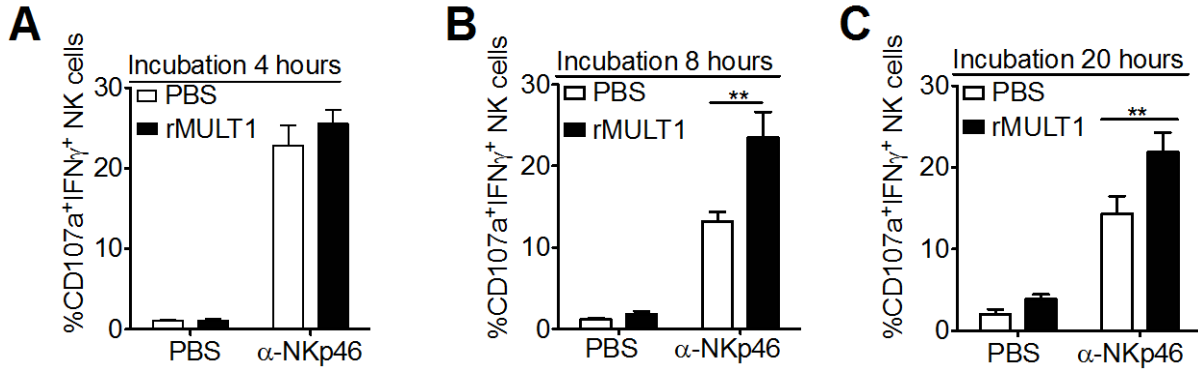 A
%CD107a⁺IFNγ⁺ NK cells
Incubation 4 hours
30
20
10
0
PBS
rMULT1
PBS
α-NKp46
B
%CD107a⁺IFNγ⁺ NK cells
Incubation 8 hours
30
20
10
0
PBS
rMULT1
**
PBS
α-NKp46
C
%CD107a⁺IFNγ⁺ NK cells
Incubation 20 hours
30
20
10
0
PBS
rMULT1
**
PBS
α-NKp46